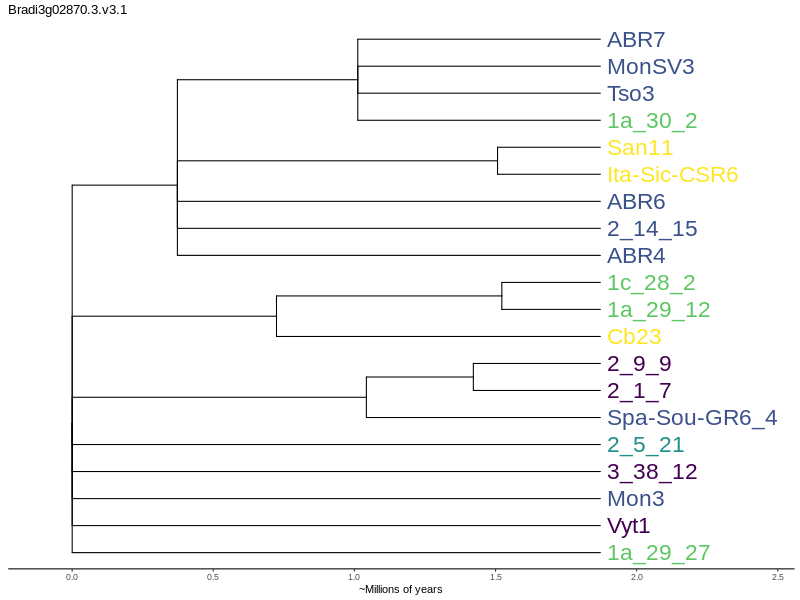 Bradi3g02870.3.v3.1
ABR7
MonSV3
Tso3
1a_30_2
San11
Ita-Sic-CSR6
ABR6
2_14_15
ABR4
1c_28_2
1a_29_12
Cb23
2_9_9
2_1_7
Spa-Sou-GR6_4
2_5_21
3_38_12
Mon3
Vyt1
1a_29_27
0.0 0.5 1.0 1.5 2.0 2.5
~Millions of years